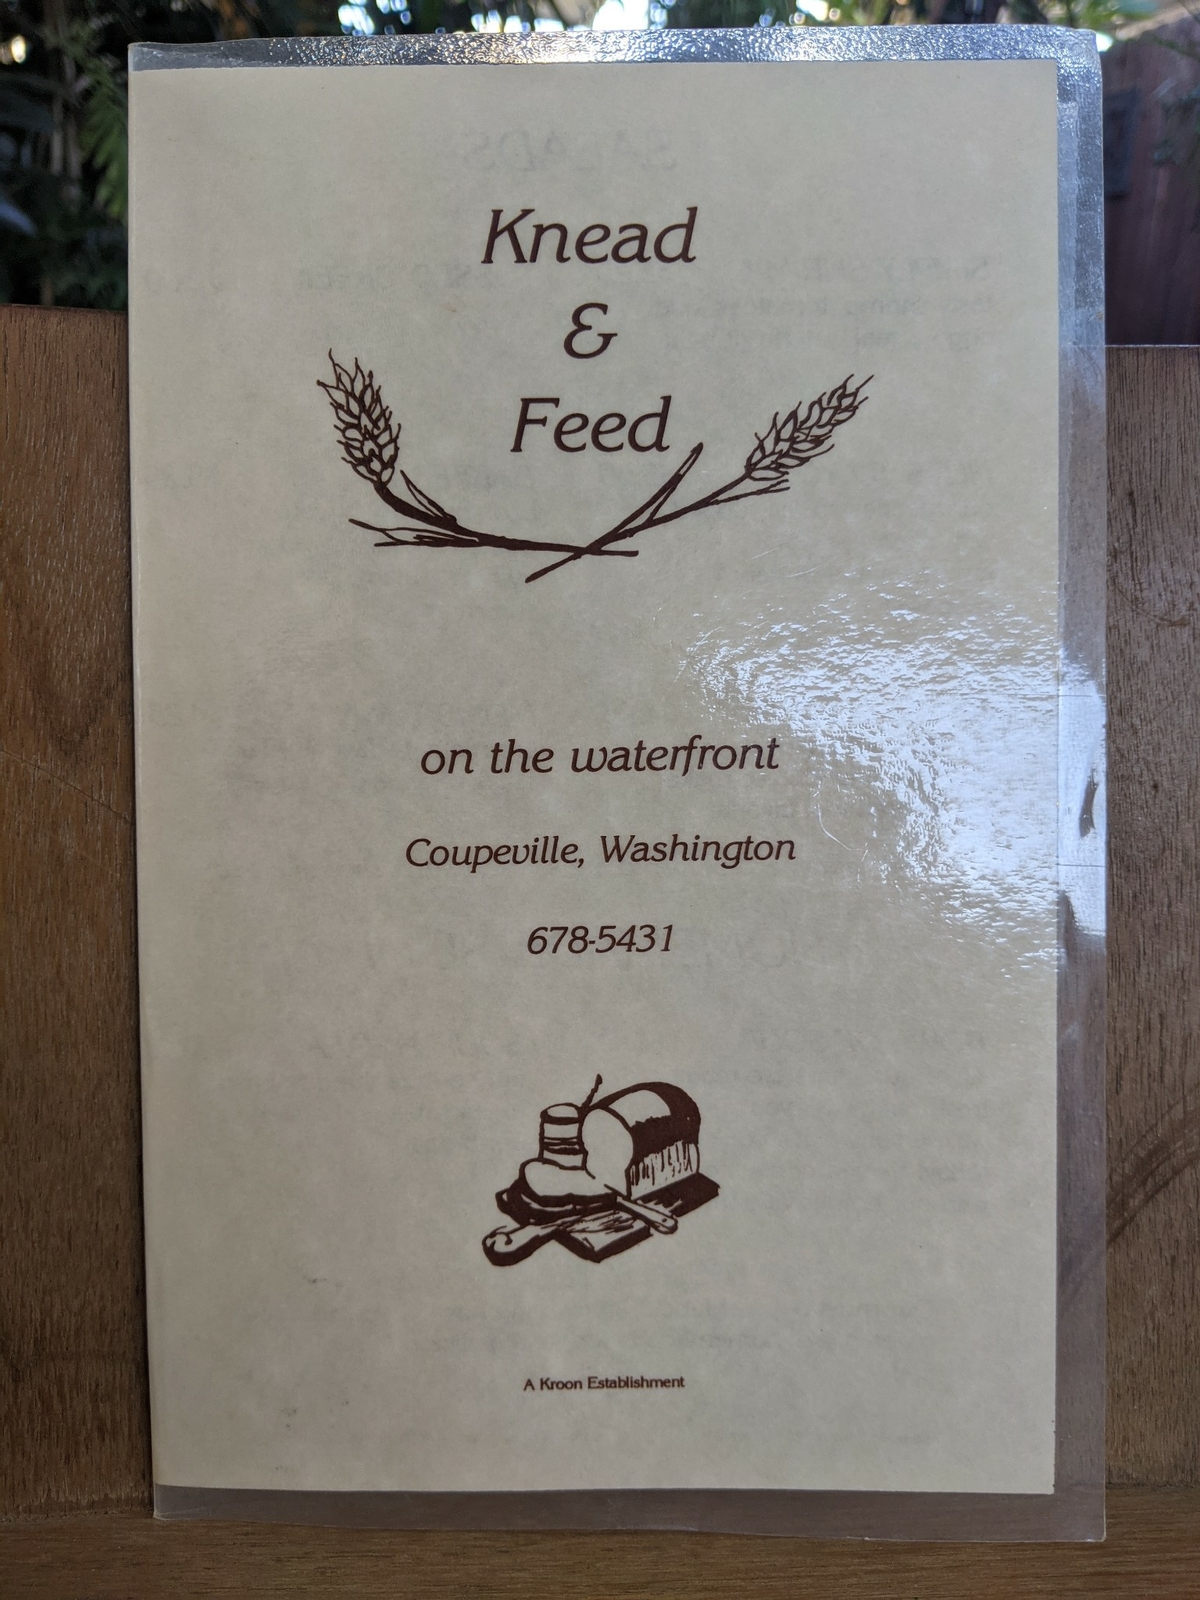 Knead
&
Feed
on the waterfront
Coupeville, Washington
678-5431
A Kroon Establishment